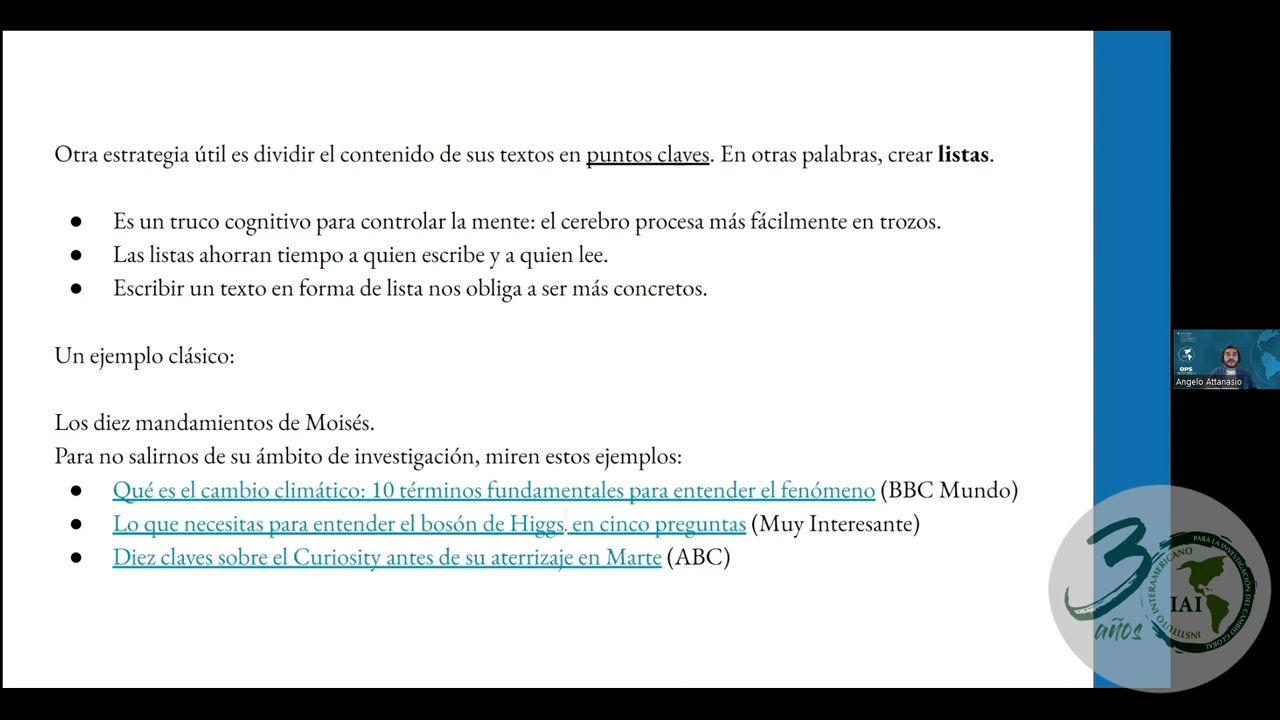 Otra estrategia útil es dividir el contenido de sus textos en puntos claves. En otras palabras, crear listas.
● Es un truco cognitivo para controlar la mente: el cerebro procesa más fácilmente en trozos.
● Las listas ahorran tiempo a quien escribe y a quien lee.
● Escribir un texto en forma de lista nos obliga a ser más concretos.
Un ejemplo clásico:
Los diez mandamientos de Moisés.
Para no salirnos de su ámbito de investigación, miren estos ejemplos:
● Qué es el cambio climático: 10 términos fundamentales para entender el fenómeno (BBC Mundo)
● Lo que necesitas para entender el bosón de Higgs, en cinco preguntas (Muy Interesante)
● Diez claves sobre el Curiosity antes de su aterrizaje en Marte (ABC)
OPS
Angelo Attanasio
3 años
IAI
INSTITUTO INTERAMERICANO PARA LA INVESTIGACIÓN DEL CAMBIO GLOBAL